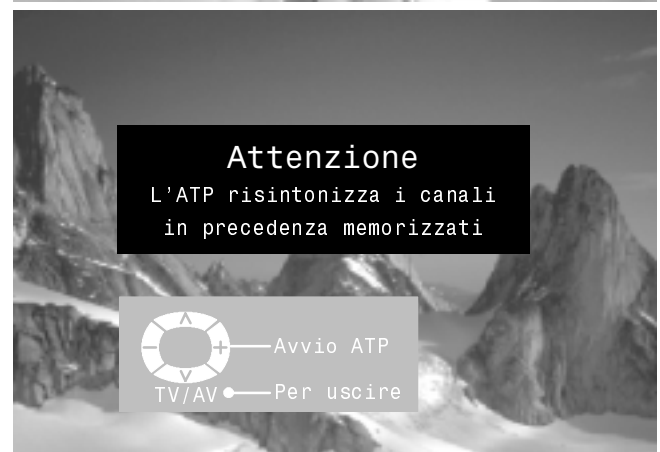 Attenzione
L'ATP risintonizza i canali
in precedenza memorizzati
Avvio ATP
TV/AV Per uscire